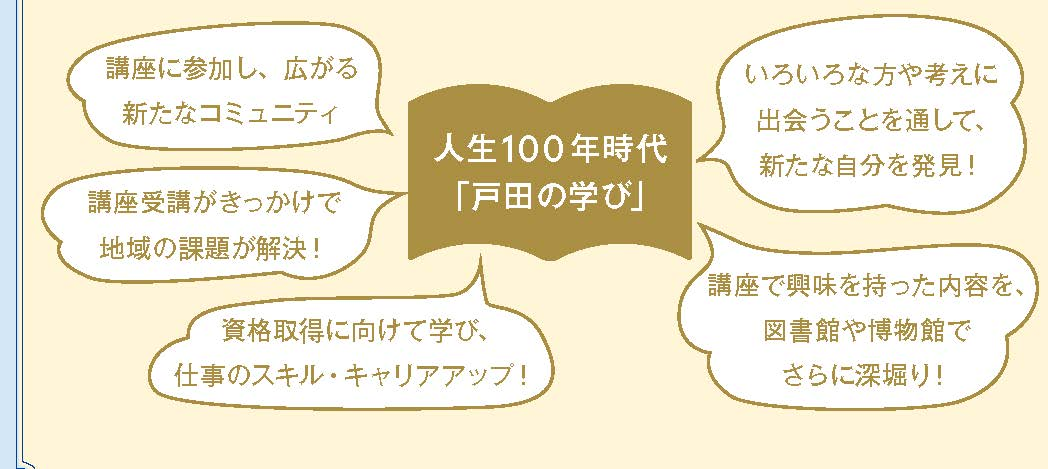 講座に参加し、広がる
新たなコミュニティ
人生100年時代
「戸田の学び」
いろいろな方や考えに
出会うことを通して、
新たな自分を発見！
講座受講がきっかけで
地域の課題が解決！
資格取得に向けて学び、
仕事のスキル・キャリアアップ！
講座で興味を持った内容を、
図書館や博物館で
さらに深堀り！